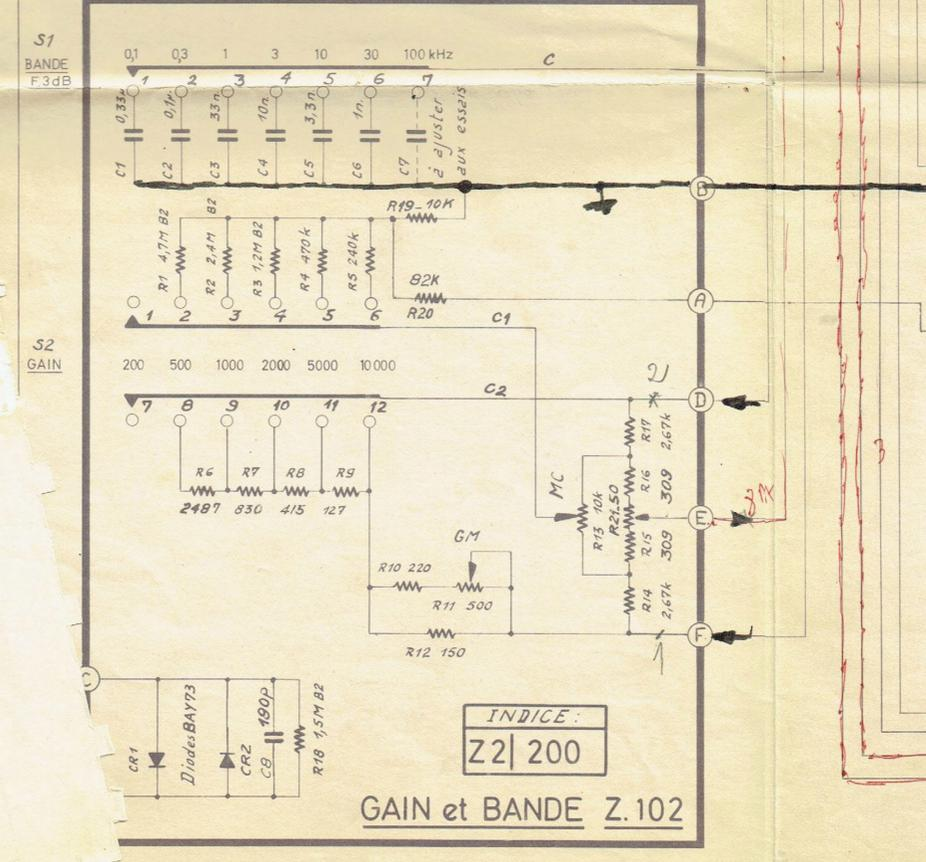 S1
BANDE
F.3dB
0,1 0,3 1 3 10 30 100 kHz
C
1 2 3 4 5 6 7
0,33µ 0,1µ 33n 10n 3,3n 1n.
à ajuster
aux essais
C1 C2 C3 C4 C5 C6 C7
B
R19-10K
R1 4,7M B2
R2 2,4M B2
R3 1,2M B2
R4 470k
R5 240k
82K
R20
A
1 2 3 4 5 6
C1
S2
GAIN
200 500 1000 2000 5000 10000
C2
2
D
7 8 9 10 11 12
R17 2,67k
R6 R7 R8 R9
2487 830 415 127
MC
R13 10k
R21.50
R16 309
3
E
R15 309
GM
R10 220
R11 500
R14 2,67k
R12 150
F
1
C
CR1
Diodes BAY73
CR2
C8 180p
R18 1,5M B2
INDICE:
Z2| 200
GAIN et BANDE Z.102